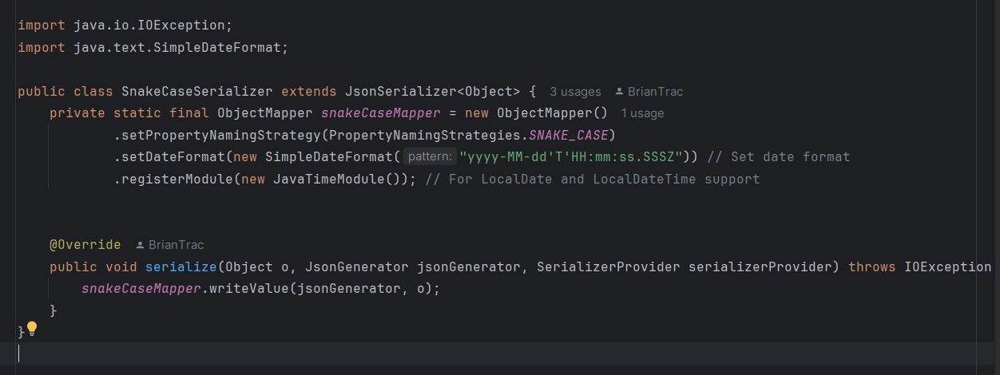 import java.io.IOException;
import java.text.SimpleDateFormat;
public class SnakeCaseSerializer extends JsonSerializer<Object> { 3 usages BrianTrac
private static final ObjectMapper snakeCaseMapper = new ObjectMapper() 1 usage
.setPropertyNamingStrategy(PropertyNamingStrategies.SNAKE_CASE)
.setDateFormat(new SimpleDateFormat( pattern: "yyyy-MM-dd'T'HH:mm:ss.SSSZ")) // Set date format
.registerModule(new JavaTimeModule()); // For LocalDate and LocalDateTime support
@Override BrianTrac
public void serialize(Object o, JsonGenerator jsonGenerator, SerializerProvider serializerProvider) throws IOException
snakeCaseMapper.writeValue(jsonGenerator, o);
}
}